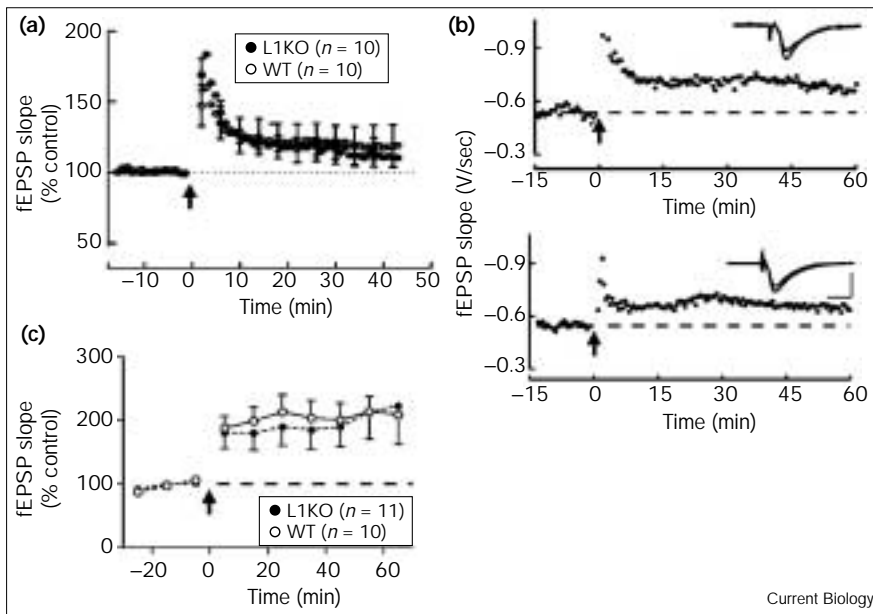 (a)
200
150
100
50
fEPSP slope
(% control)
● L1KO (n = 10)
○ WT (n = 10)
−10 0 10 20 30 40 50
Time (min)
(b)
−0.9
−0.6
−0.3
−15 0 15 30 45 60
Time (min)
fEPSP slope (V/sec)
−0.9
−0.6
−0.3
−15 0 15 30 45 60
Time (min)
(c)
300
200
100
0
fEPSP slope
(% control)
● L1KO (n = 11)
○ WT (n = 10)
−20 0 20 40 60
Time (min)
Current Biology